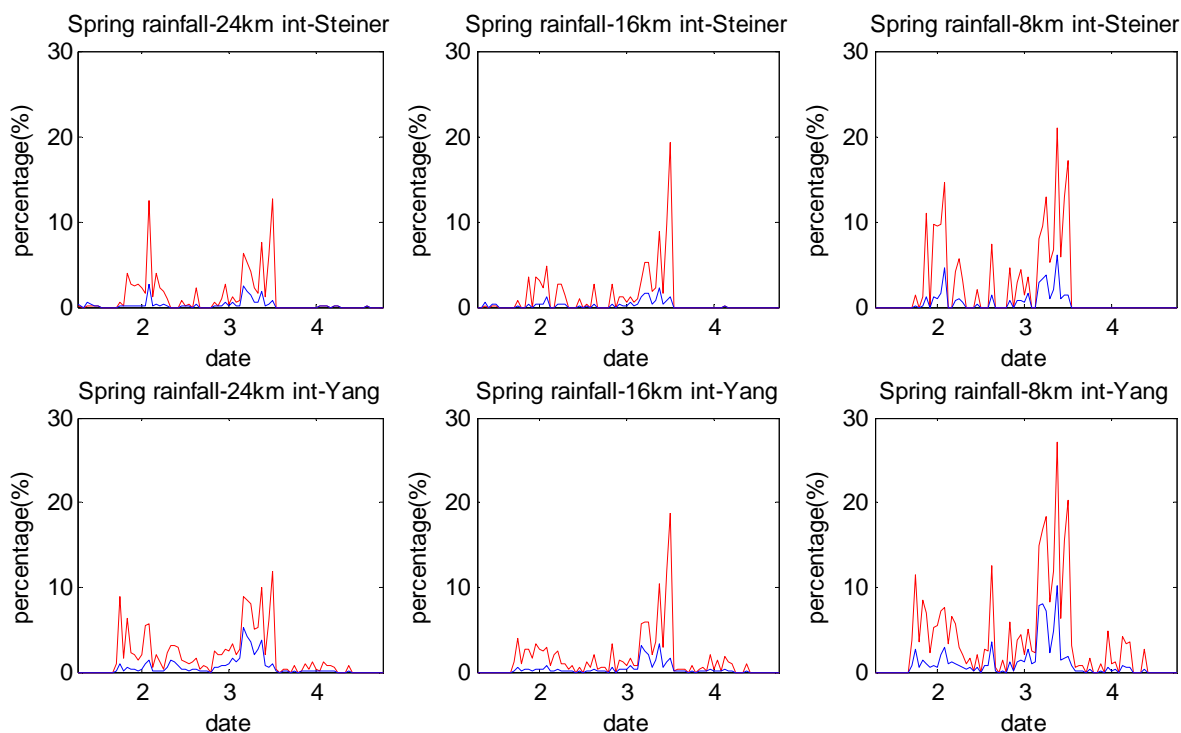 Spring rainfall-24km int-Steiner
30
20
10
0
percentage(%)
2
3
4
date
Spring rainfall-16km int-Steiner
30
20
10
0
percentage(%)
2
3
4
date
Spring rainfall-8km int-Steiner
30
20
10
0
percentage(%)
2
3
4
date
Spring rainfall-24km int-Yang
30
20
10
0
percentage(%)
2
3
4
date
Spring rainfall-16km int-Yang
30
20
10
0
percentage(%)
2
3
4
date
Spring rainfall-8km int-Yang
30
20
10
0
percentage(%)
2
3
4
date